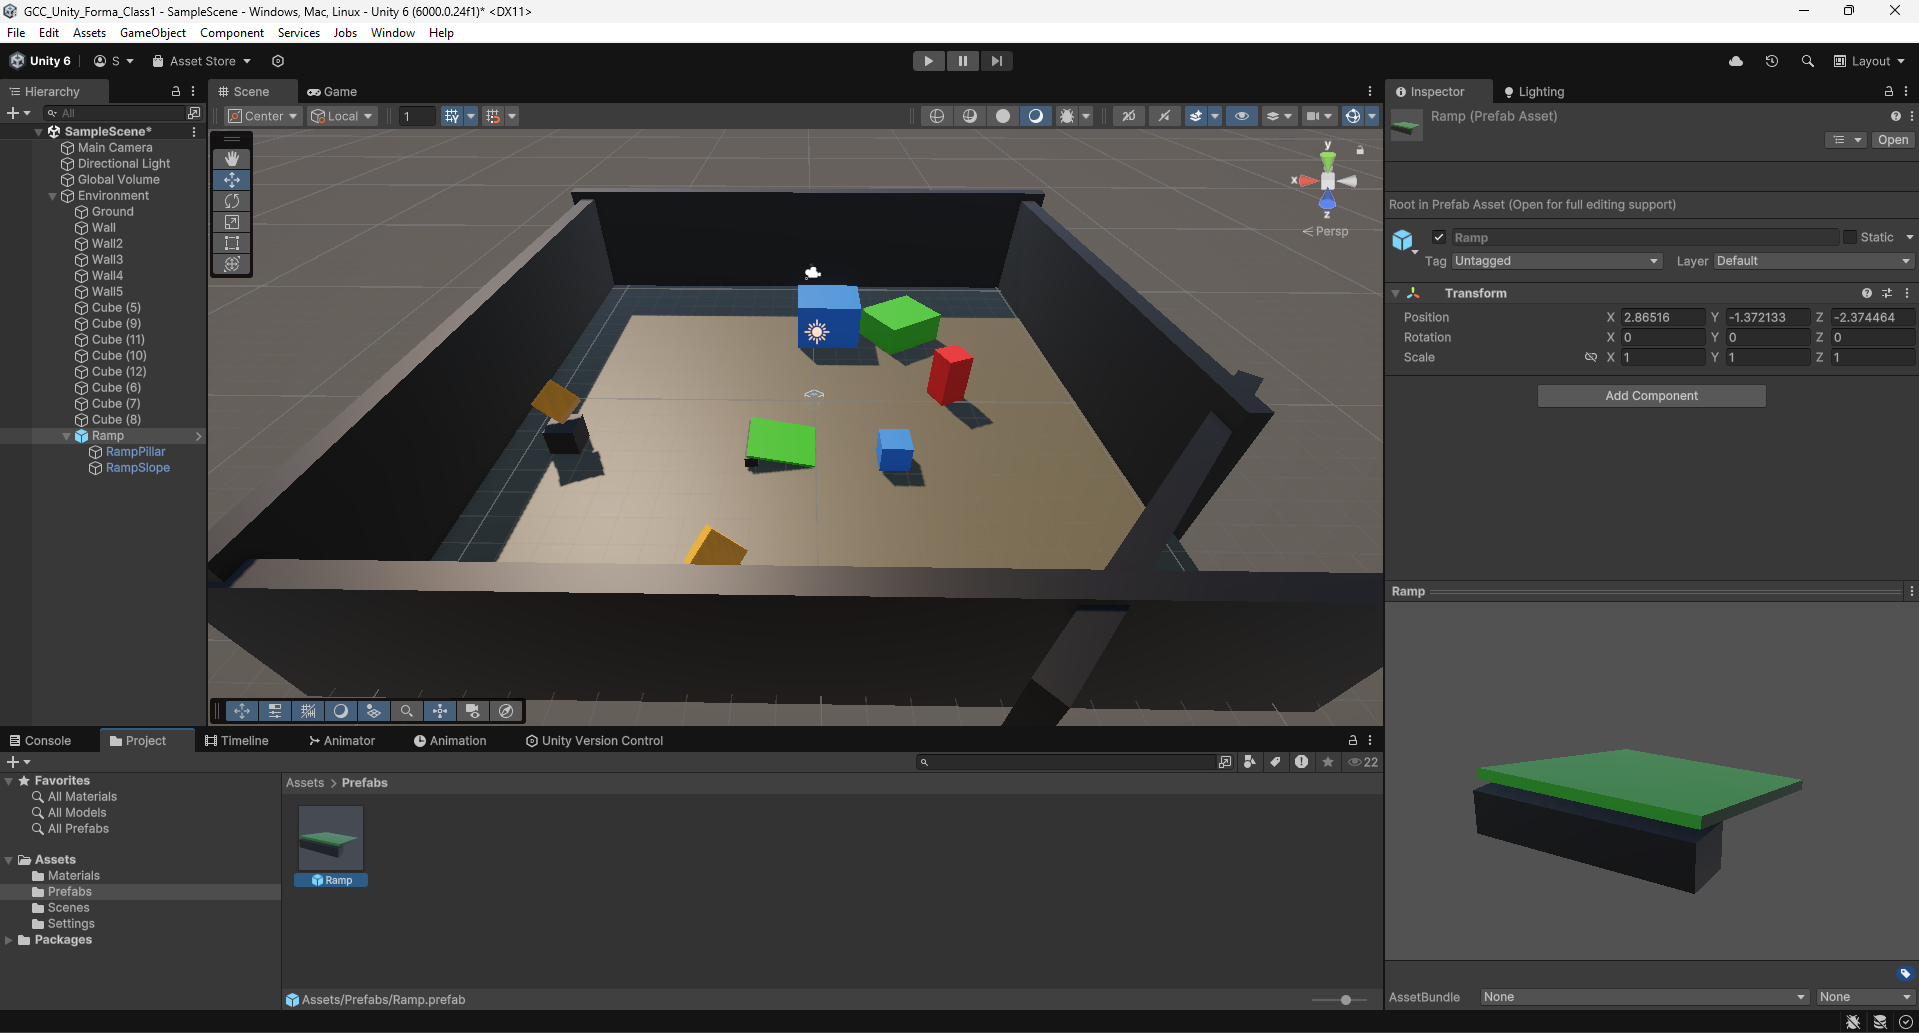 GCC_Unity_Forma_Class1 - SampleScene - Windows, Mac, Linux - Unity 6 (6000.0.24f1)* <DX11>
File Edit Assets GameObject Component Services Jobs Window Help
Unity 6 S Asset Store Layout
Hierarchy
All
SampleScene*
Main Camera
Directional Light
Global Volume
Environment
Ground
Wall
Wall2
Wall3
Wall4
Wall5
Cube (5)
Cube (9)
Cube (11)
Cube (10)
Cube (12)
Cube (6)
Cube (7)
Cube (8)
Ramp
RampPillar
RampSlope
Scene Game
Center Local 1 2D
y
x
z
Persp
Inspector Lighting
Ramp (Prefab Asset)
Open
Root in Prefab Asset (Open for full editing support)
Ramp Static
Tag Untagged Layer Default
Transform
Position X 2.86516 Y -1.372133 Z -2.374464
Rotation X 0 Y 0 Z 0
Scale X 1 Y 1 Z 1
Add Component
Ramp
AssetBundle None None
Console Project Timeline Animator Animation Unity Version Control
22
Favorites
All Materials
All Models
All Prefabs
Assets
Materials
Prefabs
Scenes
Settings
Packages
Assets > Prefabs
Ramp
Assets/Prefabs/Ramp.prefab